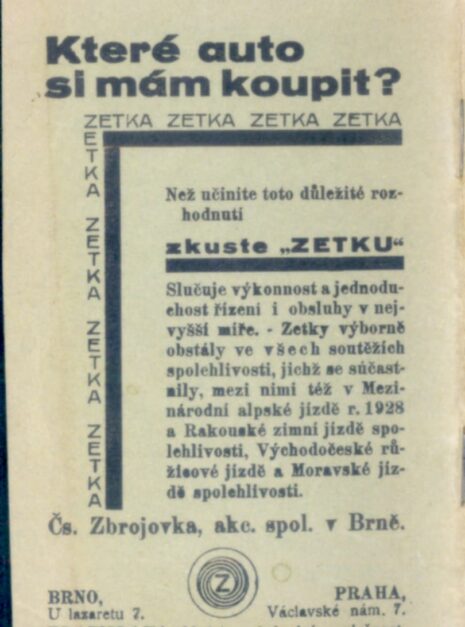 Které auto
si mám koupit?
ZETKA ZETKA ZETKA ZETKA
ZETKA ZETKA ZETKA ZETKA
Než učinite toto důležité roz-
hodnutí
zkuste „ZETKU“
Slučuje výkonnost a jednodu-
chost řízení i obsluhy v nej-
vyšší míře. - Zetky výborně
obstály ve všech soutěžích
spolehlivosti, jichž se súčast-
nily, mezi nimi též v Mezi-
národní alpské jízdě r. 1928
a Rakouské zimní jízdě spo-
lehlivosti, Východočeské rů-
žicové jízdě a Moravské jíz-
dě spolehlivosti.
Čs. Zbrojovka, akc. spol. v Brně.
Z
BRNO, PRAHA,
U lazaretu 7. Václavské nám. 7.